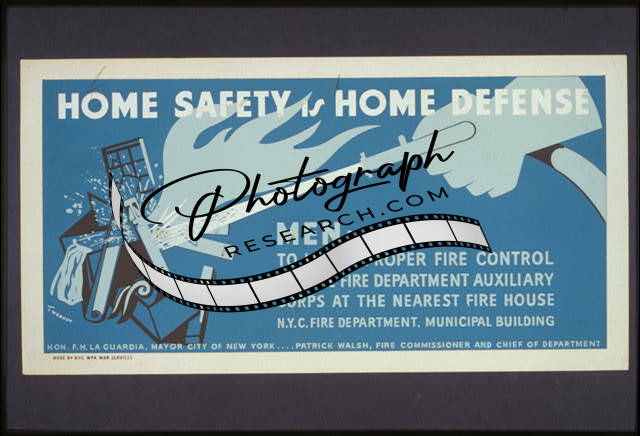 HOME SAFETY is HOME DEFENSE
Photograph
RESEARCH.COM
MEN
TO PROPER FIRE CONTROL
FIRE DEPARTMENT AUXILIARY
CORPS AT THE NEAREST FIRE HOUSE
N.Y.C. FIRE DEPARTMENT. MUNICIPAL BUILDING
HON. F.H. LA GUARDIA, MAYOR CITY OF NEW YORK .... PATRICK WALSH, FIRE COMMISSIONER AND CHIEF OF DEPARTMENT
MADE BY NYC WPA WAR SERVICES